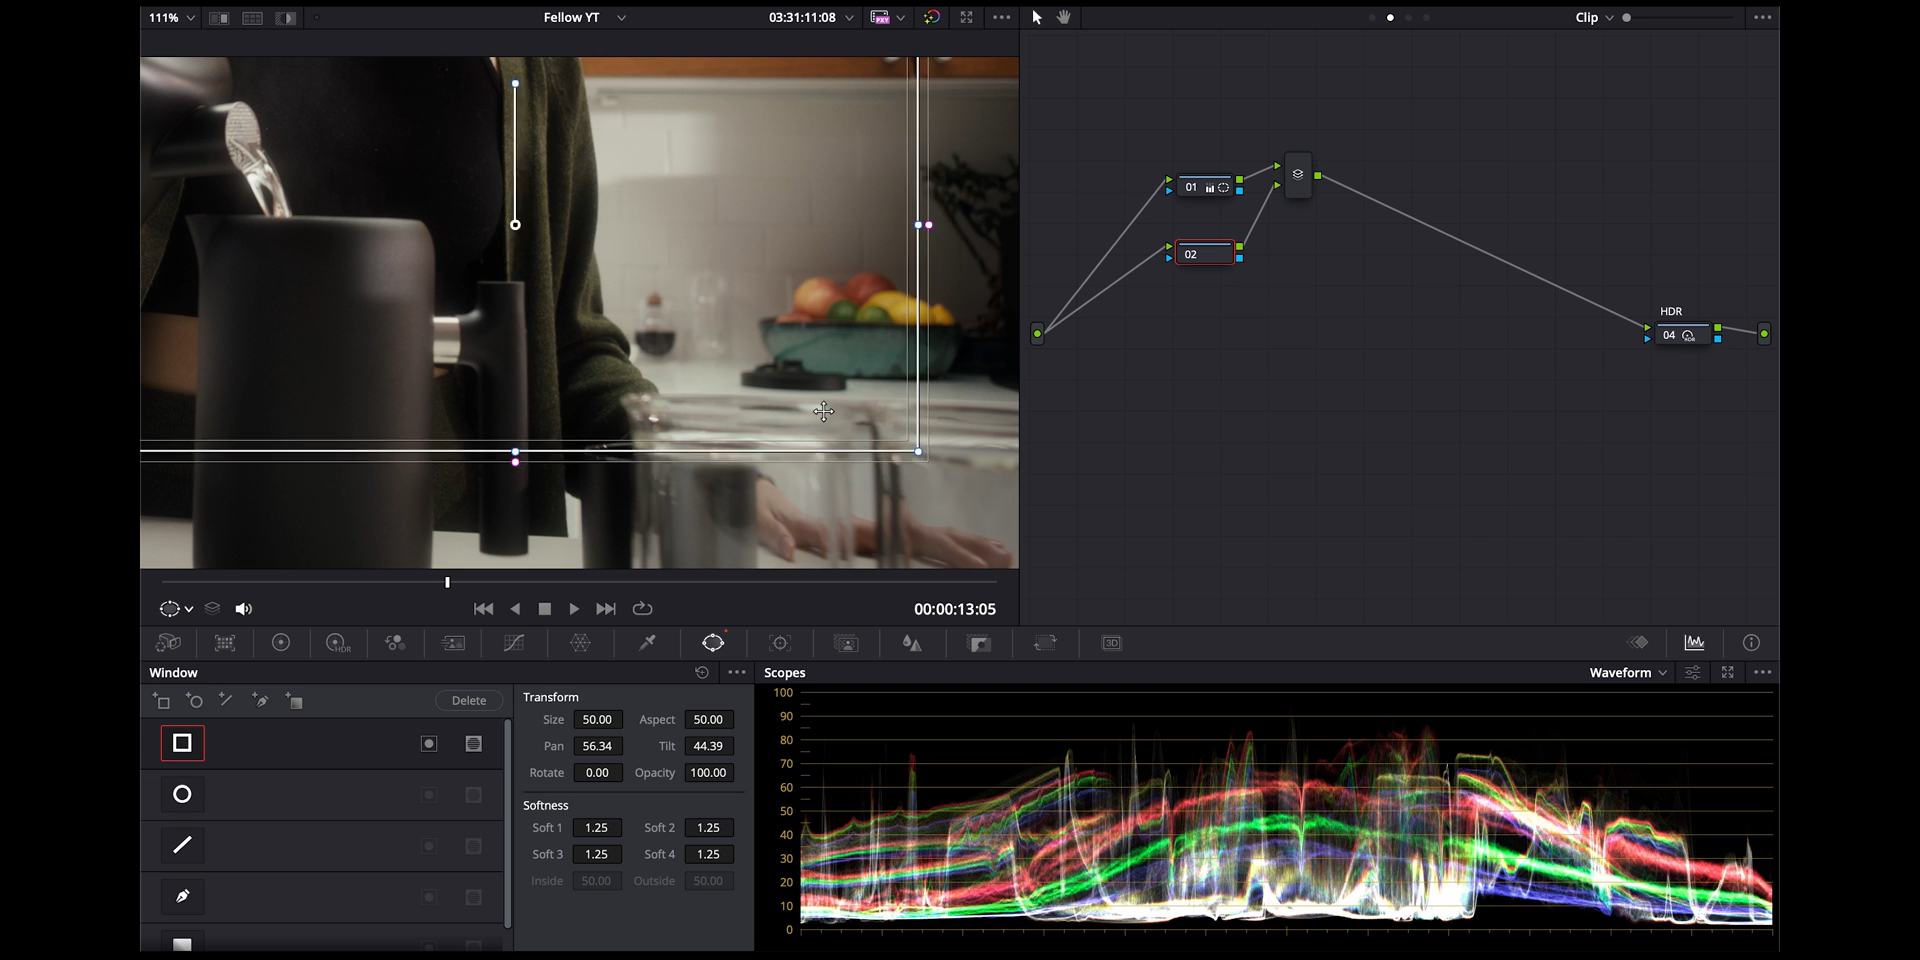 111%
Fellow YT
03:31:11:08
PXY
Clip
01
02
HDR
04
HDR
00:00:13:05
HDR
3D
Window
Scopes
Waveform
Delete
Transform
Size 50.00 Aspect 50.00
Pan 56.34 Tilt 44.39
Rotate 0.00 Opacity 100.00
Softness
Soft 1 1.25 Soft 2 1.25
Soft 3 1.25 Soft 4 1.25
Inside 50.00 Outside 50.00
100
90
80
70
60
50
40
30
20
10
0